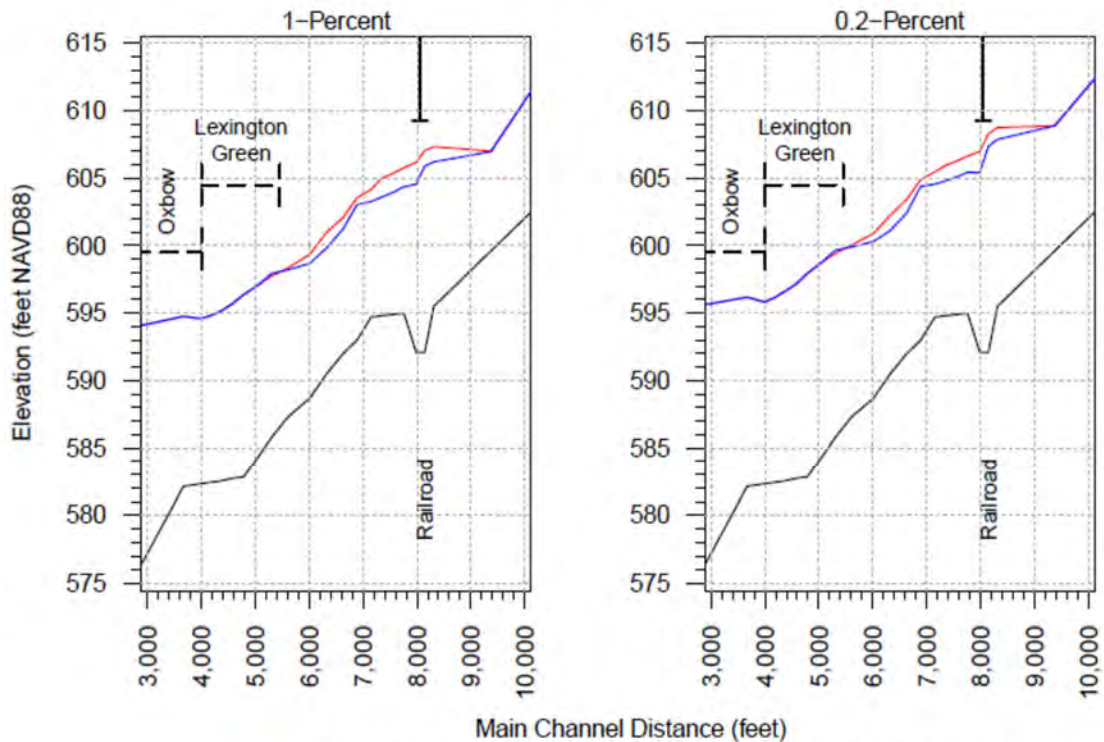 1−Percent
0.2−Percent
Elevation (feet NAVD88)
615
610
605
600
595
590
585
580
575
Oxbow
Lexington
Green
Railroad
3,000
4,000
5,000
6,000
7,000
8,000
9,000
10,000
615
610
605
600
595
590
585
580
575
Oxbow
Lexington
Green
Railroad
3,000
4,000
5,000
6,000
7,000
8,000
9,000
10,000
Main Channel Distance (feet)